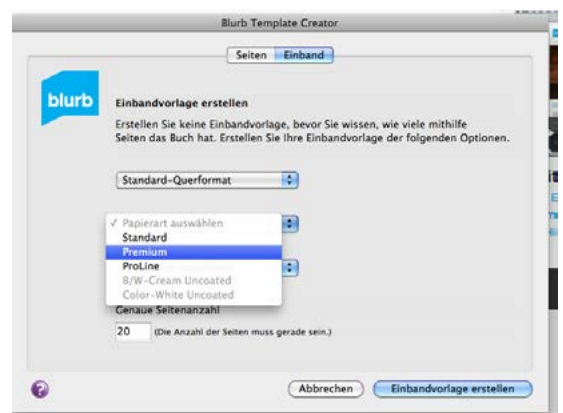 Blurb Template Creator
Seiten Einband
blurb
Einbandvorlage erstellen
Erstellen Sie keine Einbandvorlage, bevor Sie wissen, wie viele mithilfe
Seiten das Buch hat. Erstellen Sie Ihre Einbandvorlage der folgenden Optionen.
Standard-Querformat
✓ Papierart auswählen
Standard
Premium
ProLine
B/W-Cream Uncoated
Color-White Uncoated
Genaue Seitenanzahl
20 (Die Anzahl der Seiten muss gerade sein.)
? Abbrechen Einbandvorlage erstellen